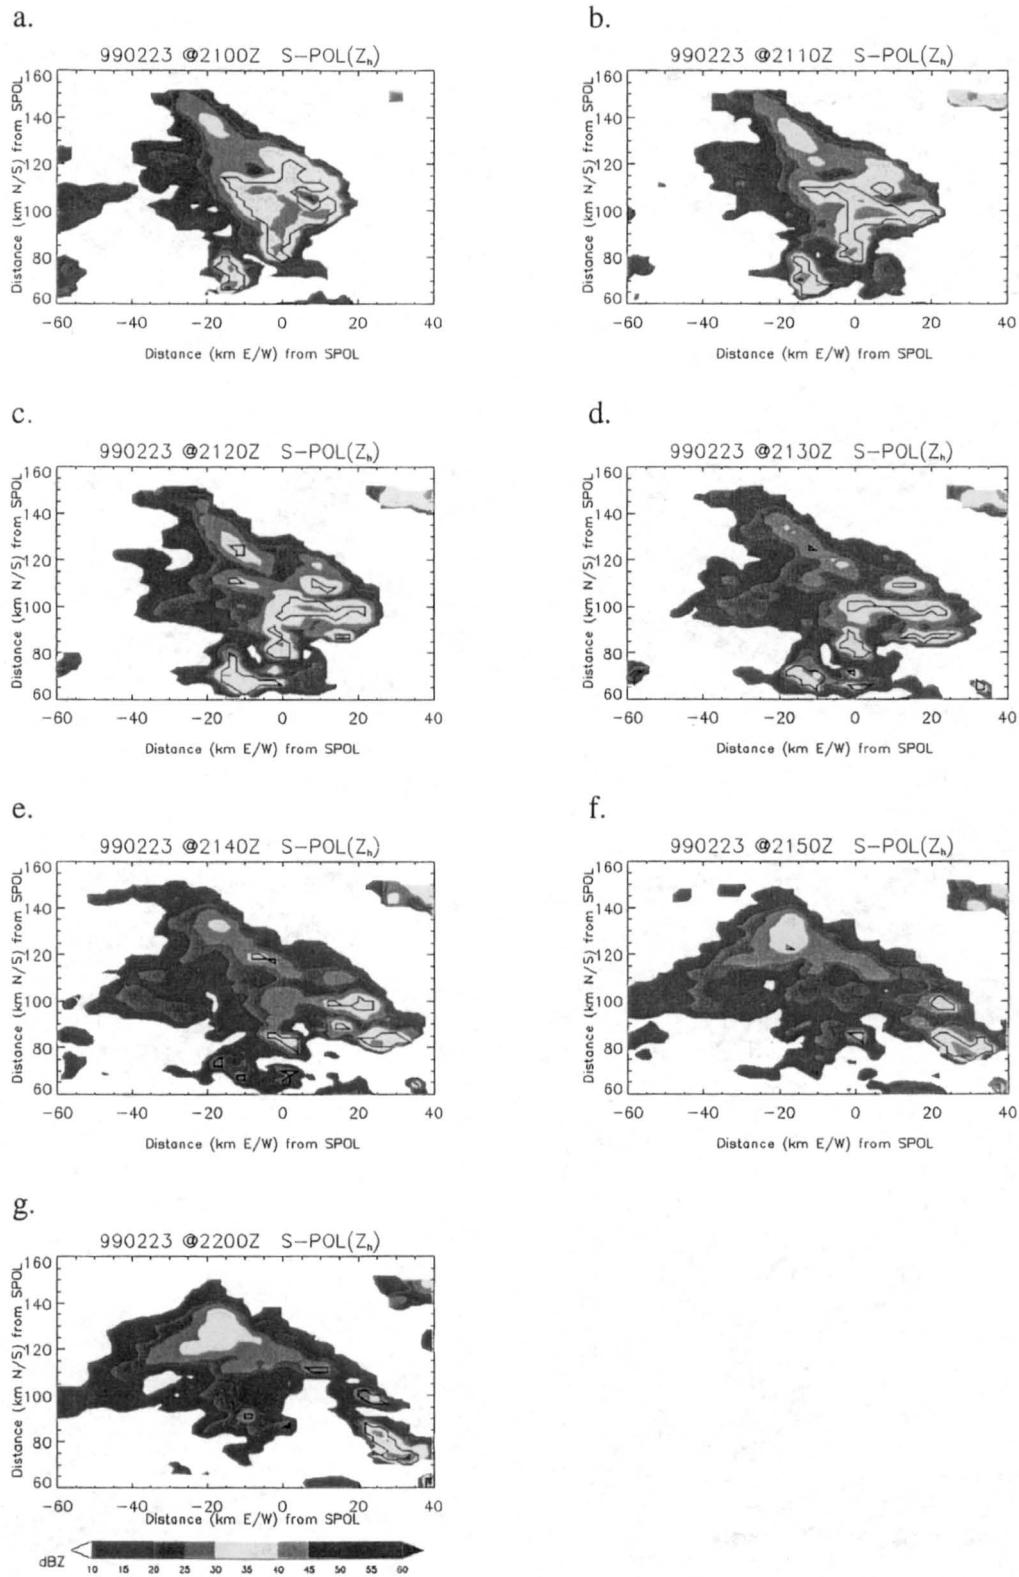 a.
990223 @2100Z S-POL(Zh)
Distance (km N/S) from SPOL
160
140
120
100
80
60
-60 -40 -20 0 20 40
Distance (km E/W) from SPOL
b.
990223 @2110Z S-POL(Zh)
Distance (km N/S) from SPOL
160
140
120
100
80
60
-60 -40 -20 0 20 40
Distance (km E/W) from SPOL
c.
990223 @2120Z S-POL(Zh)
Distance (km N/S) from SPOL
160
140
120
100
80
60
-60 -40 -20 0 20 40
Distance (km E/W) from SPOL
d.
990223 @2130Z S-POL(Zh)
Distance (km N/S) from SPOL
160
140
120
100
80
60
-60 -40 -20 0 20 40
Distance (km E/W) from SPOL
e.
990223 @2140Z S-POL(Zh)
Distance (km N/S) from SPOL
160
140
120
100
80
60
-60 -40 -20 0 20 40
Distance (km E/W) from SPOL
f.
990223 @2150Z S-POL(Zh)
Distance (km N/S) from SPOL
160
140
120
100
80
60
-60 -40 -20 0 20 40
Distance (km E/W) from SPOL
g.
990223 @2200Z S-POL(Zh)
Distance (km N/S) from SPOL
160
140
120
100
80
60
-60 -40 -20 0 20 40
Distance (km E/W) from SPOL
dBZ
10 15 20 25 30 35 40 45 50 55 60